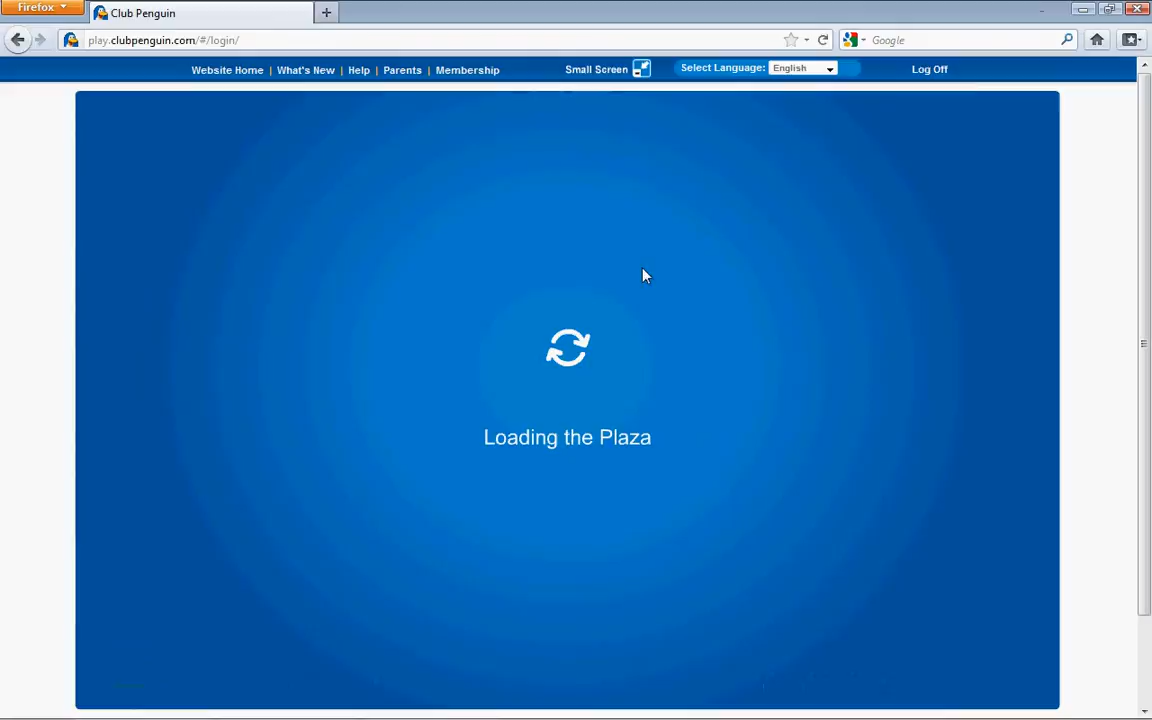 Firefox
Club Penguin
play.clubpenguin.com/#/login/
Google
Website Home | What's New | Help | Parents | Membership
Small Screen
Select Language: English
Log Off
Loading the Plaza